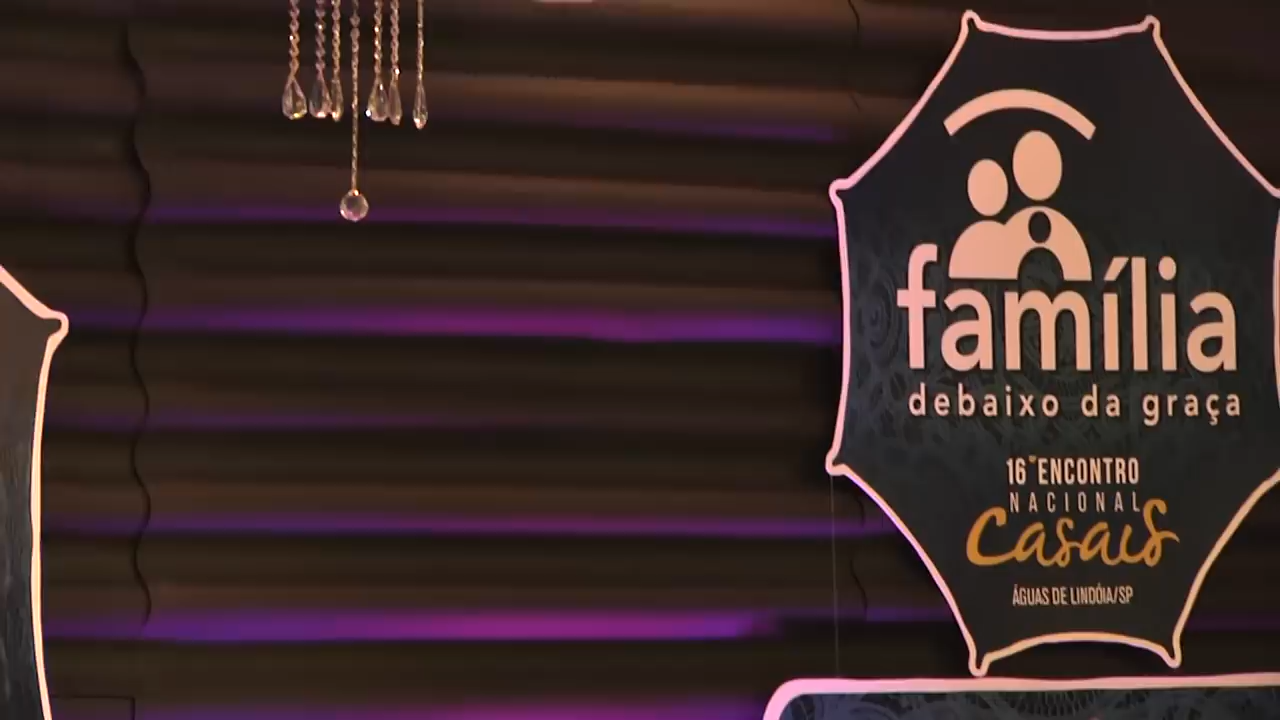 família
debaixo da graça
16º ENCONTRO
NACIONAL
Casais
ÁGUAS DE LINDÓIA/SP